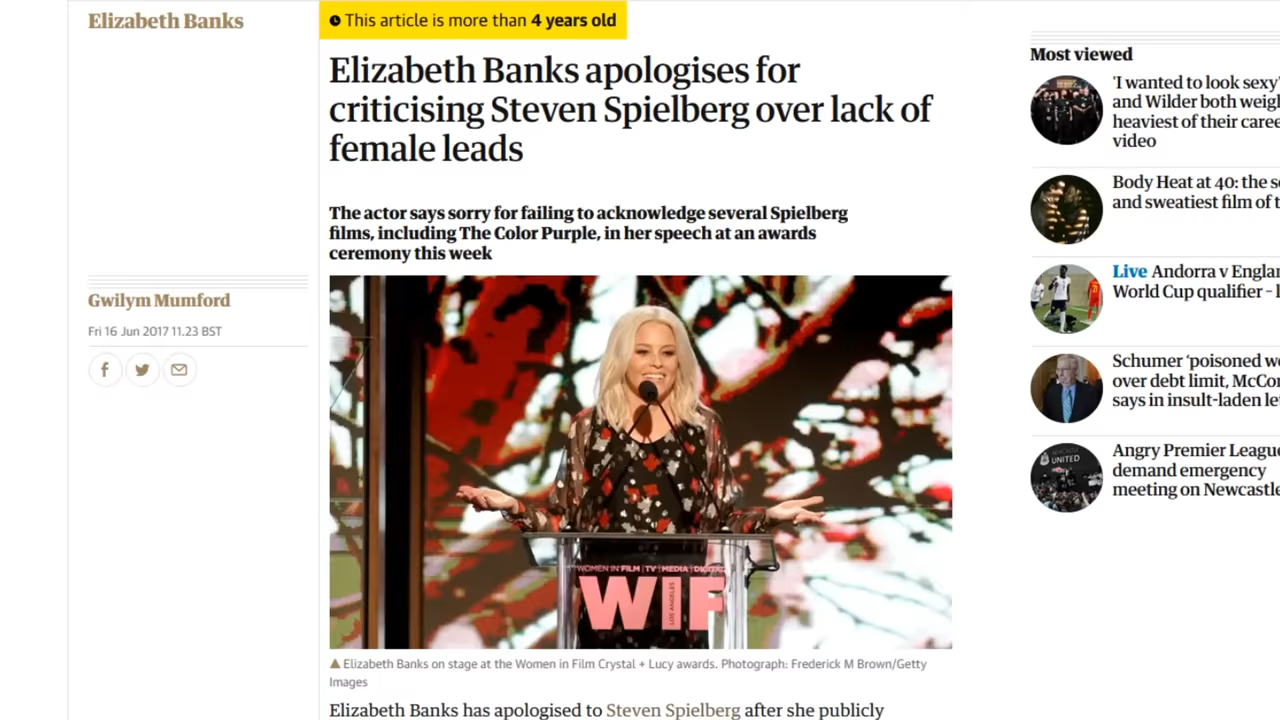 Elizabeth Banks
This article is more than 4 years old
Elizabeth Banks apologises for
criticising Steven Spielberg over lack of
female leads
The actor says sorry for failing to acknowledge several Spielberg
films, including The Color Purple, in her speech at an awards
ceremony this week
Gwilym Mumford
Fri 16 Jun 2017 11.23 BST
WOMEN IN FILM | TV | MEDIA | DIGITAL
WIF
LOS ANGELES
Elizabeth Banks on stage at the Women in Film Crystal + Lucy awards. Photograph: Frederick M Brown/Getty
Images
Elizabeth Banks has apologised to Steven Spielberg after she publicly
Most viewed
'I wanted to look sexy'
and Wilder both weigh
heaviest of their
video
Body Heat at 40: the
and sweatiest film of
Live Andorra v
World Cup qualifier –
Schumer ‘poisoned
over debt limit,
says in insult-laden
UNITED
Angry Premier League
demand emergency
meeting on Newcastle